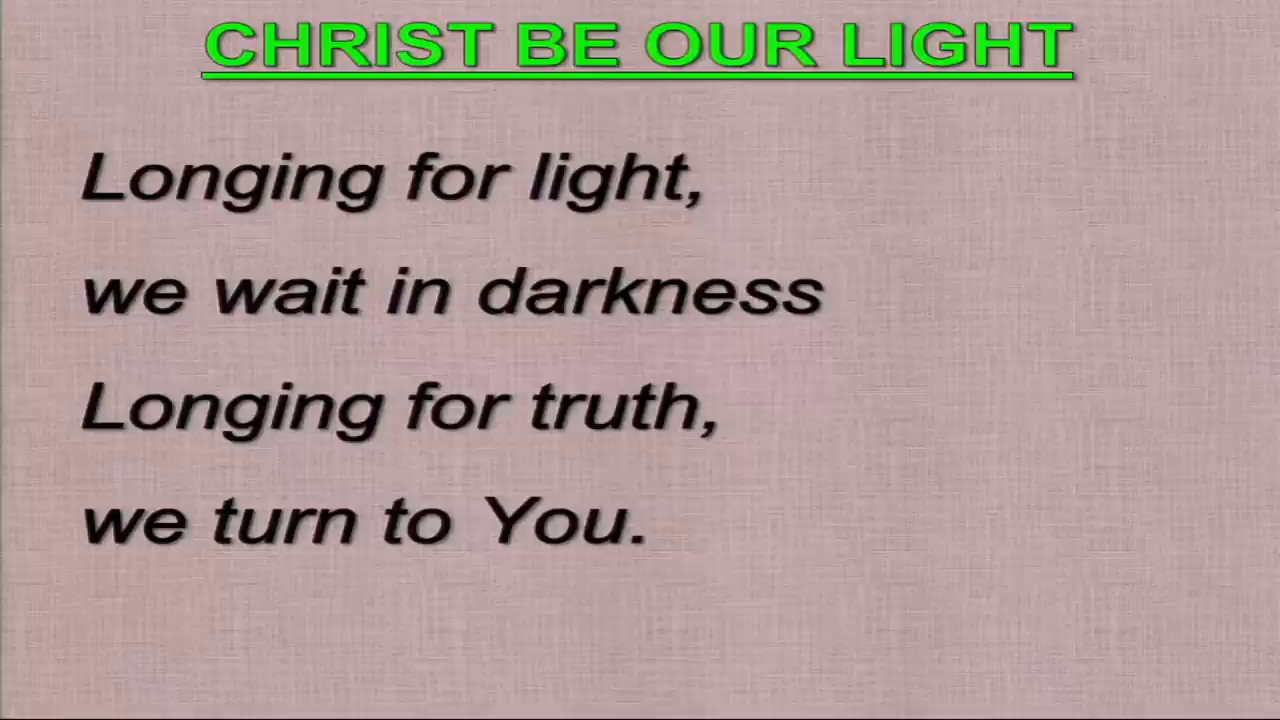 CHRIST BE OUR LIGHT
Longing for light,
we wait in darkness
Longing for truth,
we turn to You.